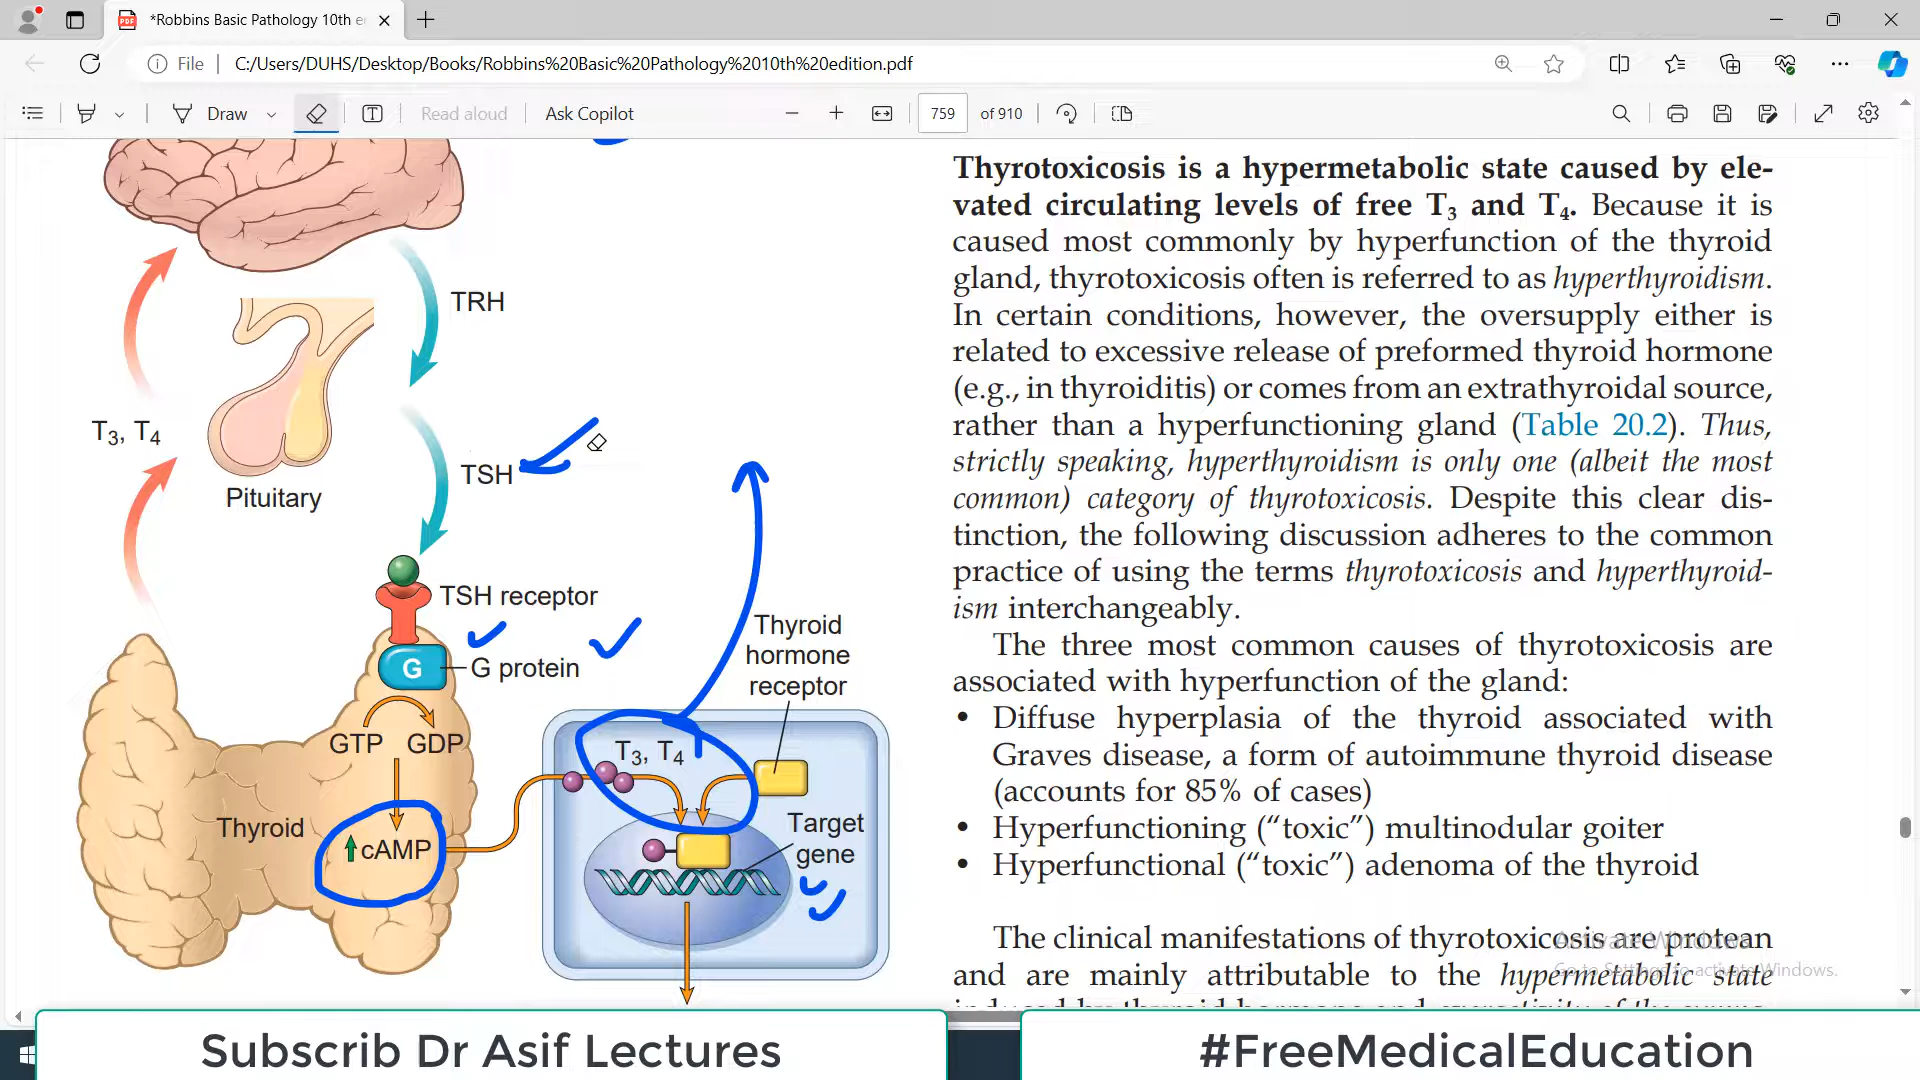 *Robbins Basic Pathology 10th e
File
C:/Users/DUHS/Desktop/Books/Robbins%20Basic%20Pathology%2010th%20edition.pdf
Draw
Read aloud
Ask Copilot
759
of 910
TRH
T3, T4
TSH
Pituitary
TSH receptor
G
G protein
GTP GDP
Thyroid
↑cAMP
Thyroid
hormone
receptor
T3, T4
Target
gene
Thyrotoxicosis is a hypermetabolic state caused by ele-
vated circulating levels of free T3 and T4. Because it is
caused most commonly by hyperfunction of the thyroid
gland, thyrotoxicosis often is referred to as hyperthyroidism.
In certain conditions, however, the oversupply either is
related to excessive release of preformed thyroid hormone
(e.g., in thyroiditis) or comes from an extrathyroidal source,
rather than a hyperfunctioning gland (Table 20.2). Thus,
strictly speaking, hyperthyroidism is only one (albeit the most
common) category of thyrotoxicosis. Despite this clear dis-
tinction, the following discussion adheres to the common
practice of using the terms thyrotoxicosis and hyperthyroid-
ism interchangeably.
The three most common causes of thyrotoxicosis are
associated with hyperfunction of the gland:
• Diffuse hyperplasia of the thyroid associated with
Graves disease, a form of autoimmune thyroid disease
(accounts for 85% of cases)
• Hyperfunctioning (“toxic”) multinodular goiter
• Hyperfunctional (“toxic”) adenoma of the thyroid
The clinical manifestations of thyrotoxicosis are protean
and are mainly attributable to the hypermetabolic state
Activate Windows
Go to Settings to activate Windows.
Subscrib Dr Asif Lectures
#FreeMedicalEducation